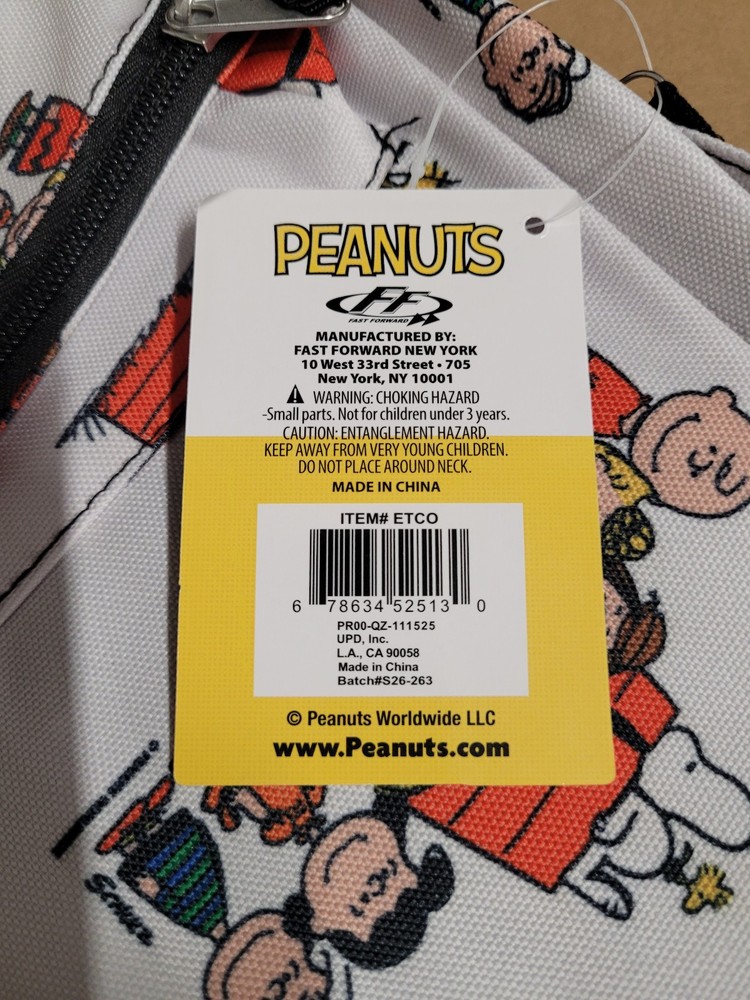 PEANUTS
FF
FAST FORWARD
MANUFACTURED BY:
FAST FORWARD NEW YORK
10 West 33rd Street • 705
New York, NY 10001
⚠ WARNING: CHOKING HAZARD
-Small parts. Not for children under 3 years.
CAUTION: ENTANGLEMENT HAZARD.
KEEP AWAY FROM VERY YOUNG CHILDREN.
DO NOT PLACE AROUND NECK.
MADE IN CHINA
ITEM# ETCO
6 78634 52513 0
PR00-QZ-111525
UPD, Inc.
L.A., CA 90058
Made in China
Batch#S26-263
© Peanuts Worldwide LLC
www.Peanuts.com
SCHULZ